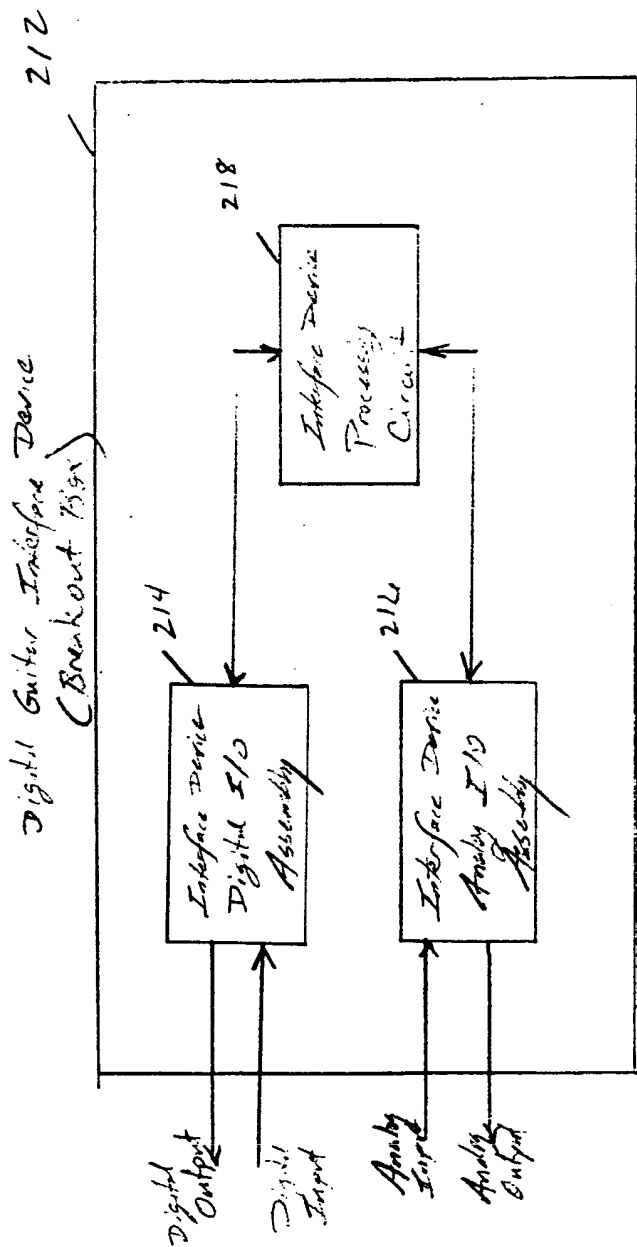 Digital Guitar Interface Device
(Breakout Box)
212
214
Interface Device
Digital I/O
Assembly
218
Interface Device
Processing
Circuit
216
Interface Device
Analog I/O
Assembly
Digital
Output
Digital
Input
Analog
Input
Analog
Output